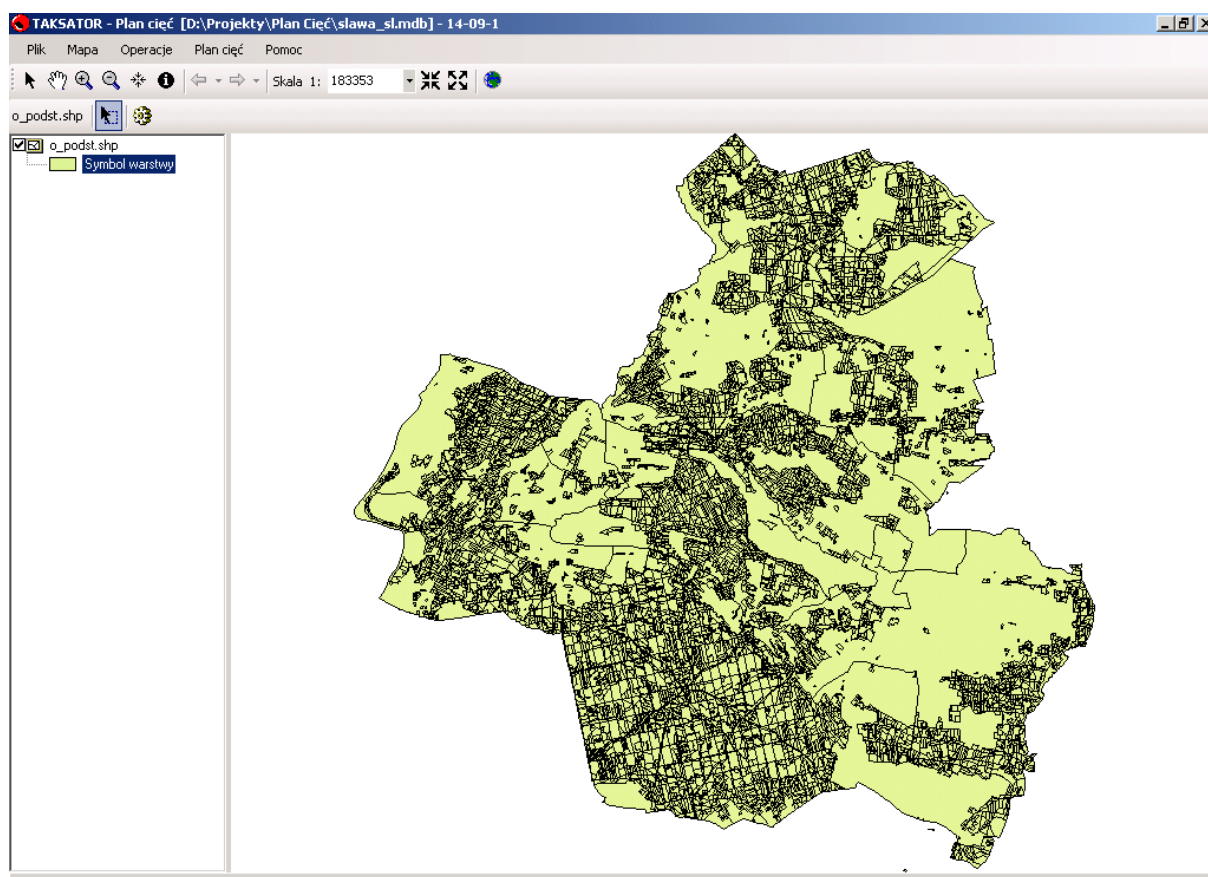 TAKSATOR - Plan cięć [D:\Projekty\Plan Cięć\slawa_sl.mdb] - 14-09-1
Plik Mapa Operacje Plan cięć Pomoc
Skala 1: 183353
o_podst.shp
o_podst.shp
Symbol warstwy